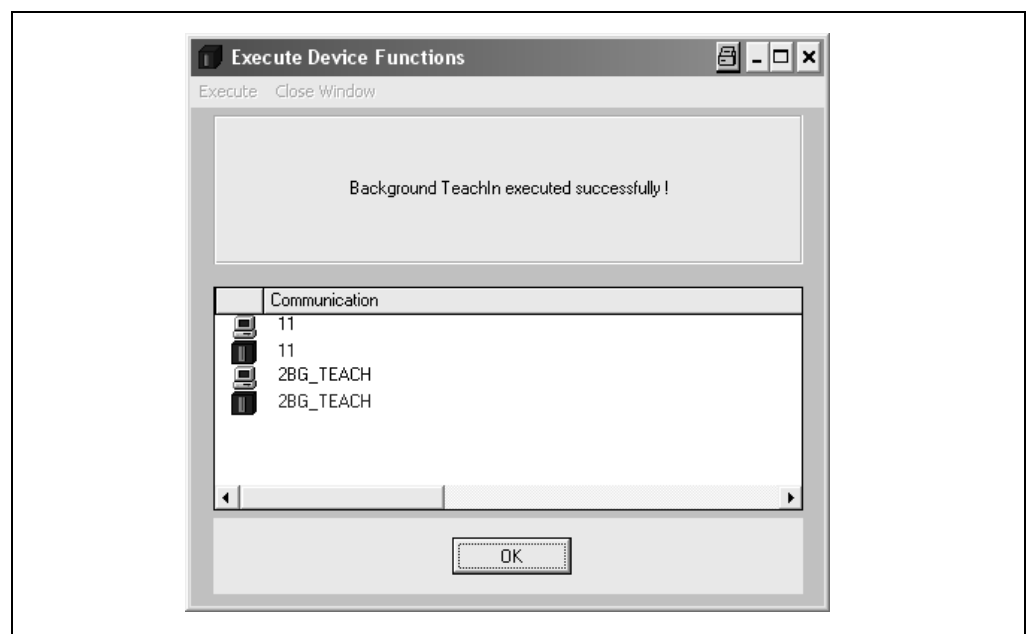 Execute Device Functions
Execute Close Window
Background TeachIn executed successfully !
Communication
11
11
2BG_TEACH
2BG_TEACH
OK